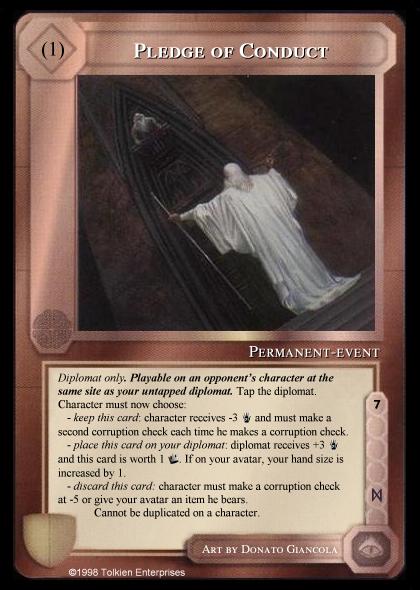 (1)
PLEDGE OF CONDUCT
PERMANENT-EVENT
Diplomat only. Playable on an opponent's character at the
same site as your untapped diplomat. Tap the diplomat.
Character must now choose:
- keep this card: character receives -3 and must make a
second corruption check each time he makes a corruption check.
- place this card on your diplomat: diplomat receives +3
and this card is worth 1 . If on your avatar, your hand size is
increased by 1.
- discard this card: character must make a corruption check
at -5 or give your avatar an item he bears.
Cannot be duplicated on a character.
7
ART BY DONATO GIANCOLA
©1998 Tolkien Enterprises